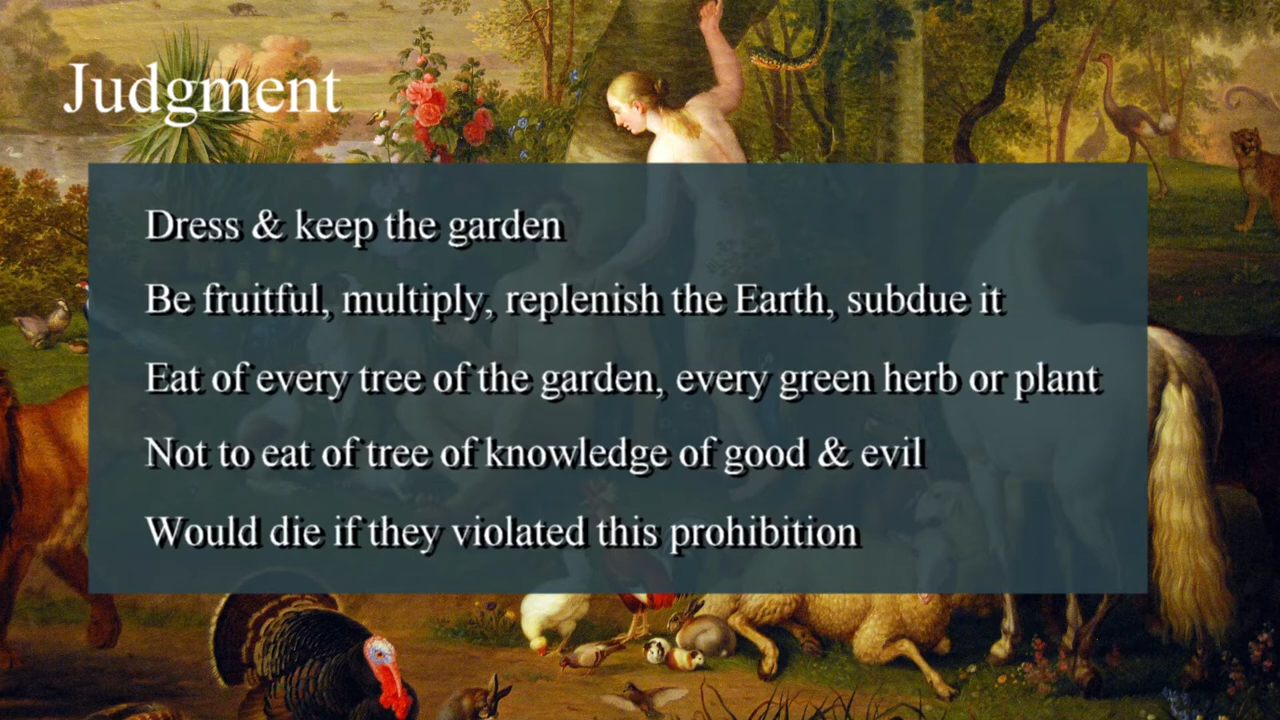 Judgment
Dress & keep the garden
Be fruitful, multiply, replenish the Earth, subdue it
Eat of every tree of the garden, every green herb or plant
Not to eat of tree of knowledge of good & evil
Would die if they violated this prohibition